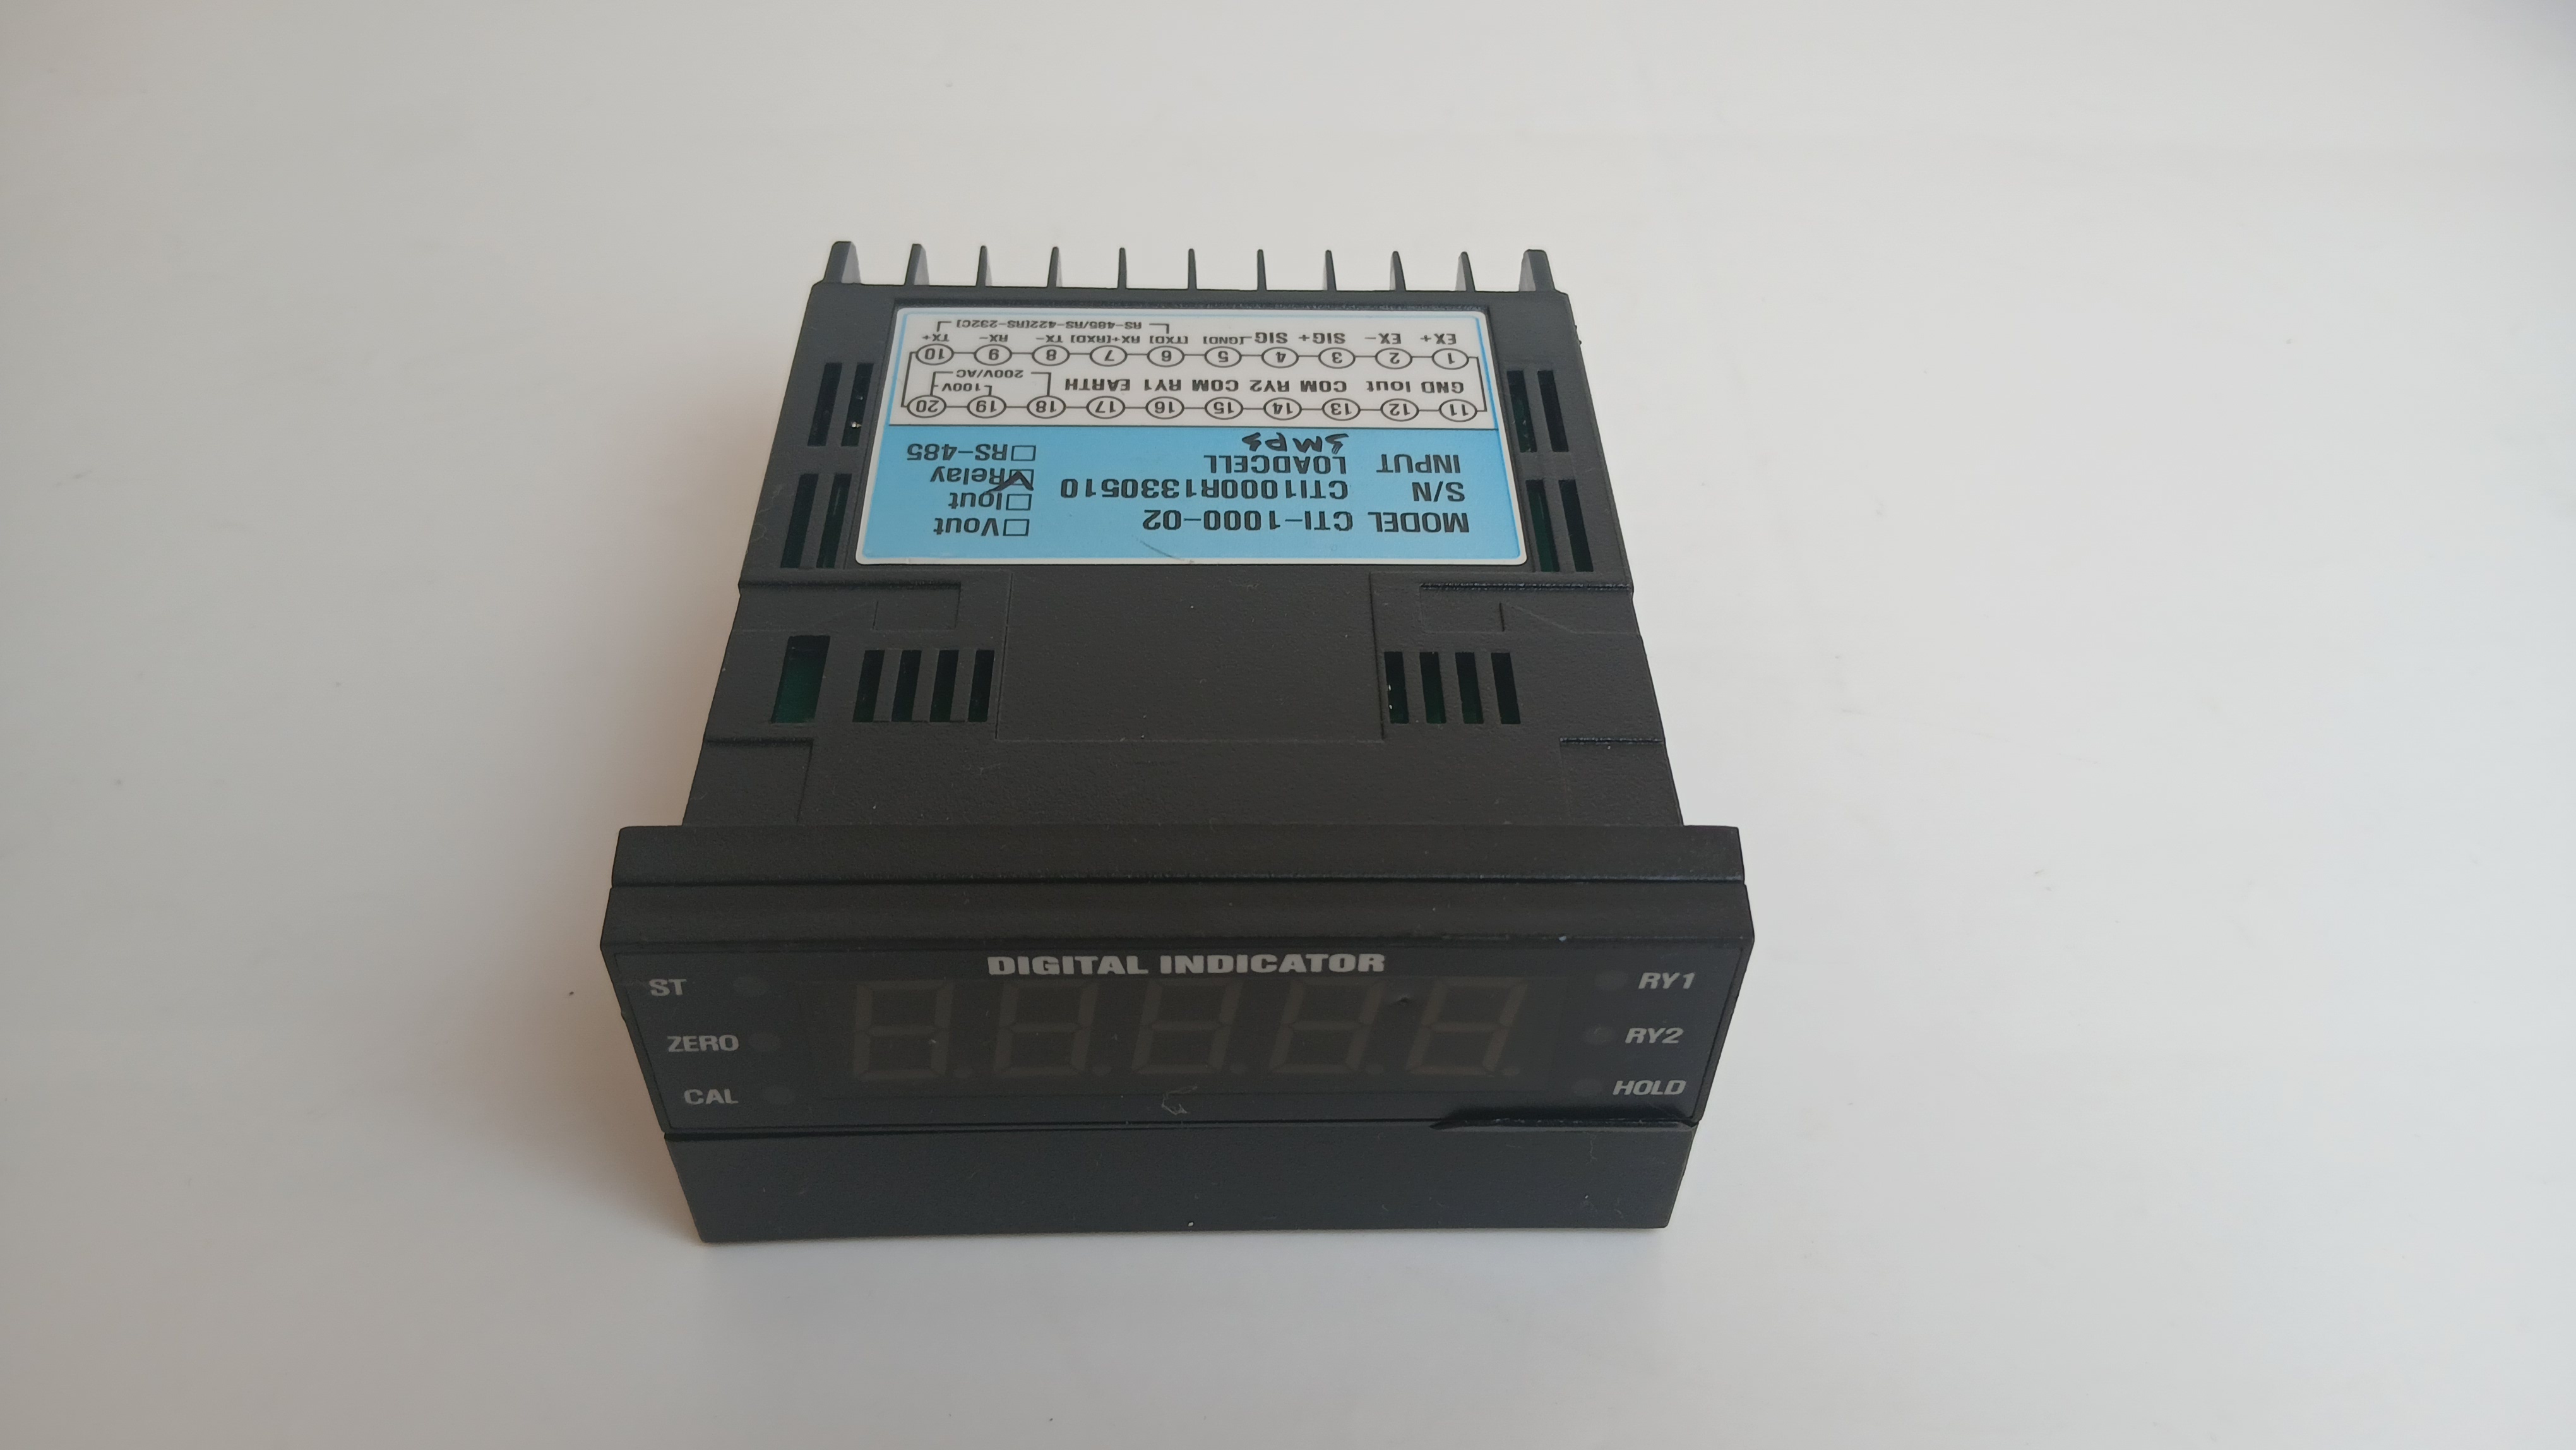 MODEL CTI-1000-02 □Vout
S/N CTI1000R1330510 □Iout
INPUT LOADCELL ☑Relay
SMPS □RS-485
11 12 13 14 15 16 17 18 19 20
GND Iout COM RY2 COM RY1 EARTH 100V
200V/AC
1 2 3 4 5 6 7 8 9 10
EX+ EX- SIG+ SIG- [GND] [TXD] RX+[RXD] TX- RX- TX+
RS-485/RS-422[RS-232C]
DIGITAL INDICATOR
ST RY1
ZERO RY2
CAL HOLD